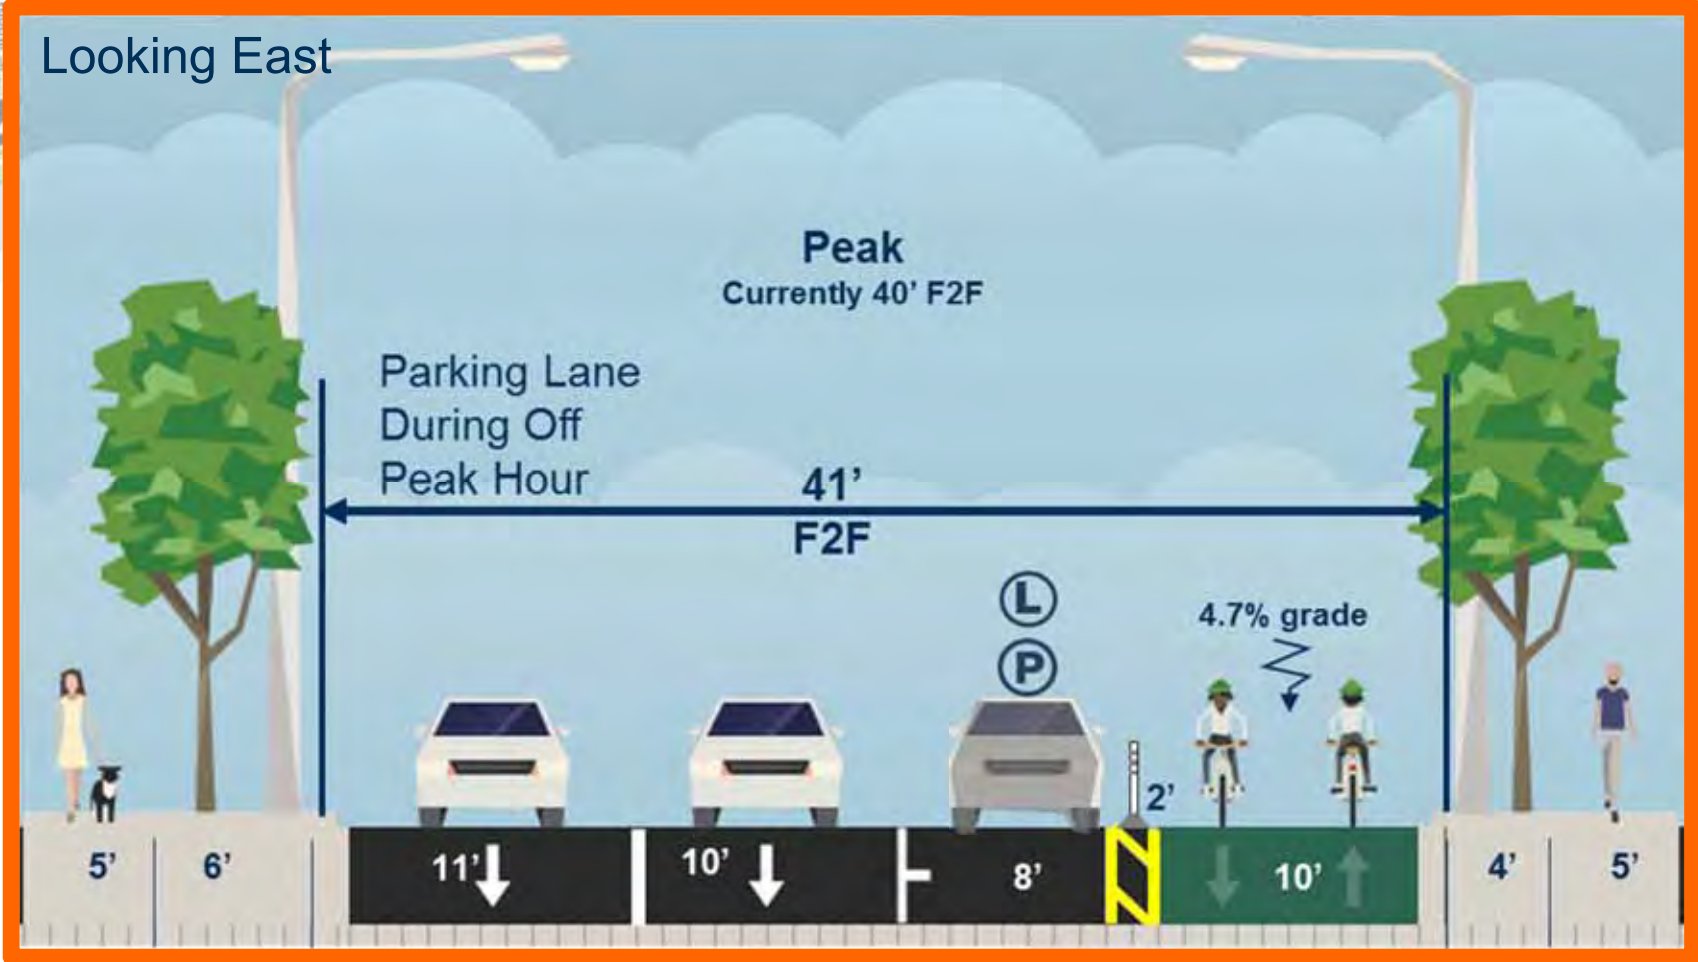 Looking East
Peak
Currently 40' F2F
Parking Lane
During Off
Peak Hour
41'
F2F
L
P
4.7% grade
2'
5'
6'
11'
10'
8'
10'
4'
5'